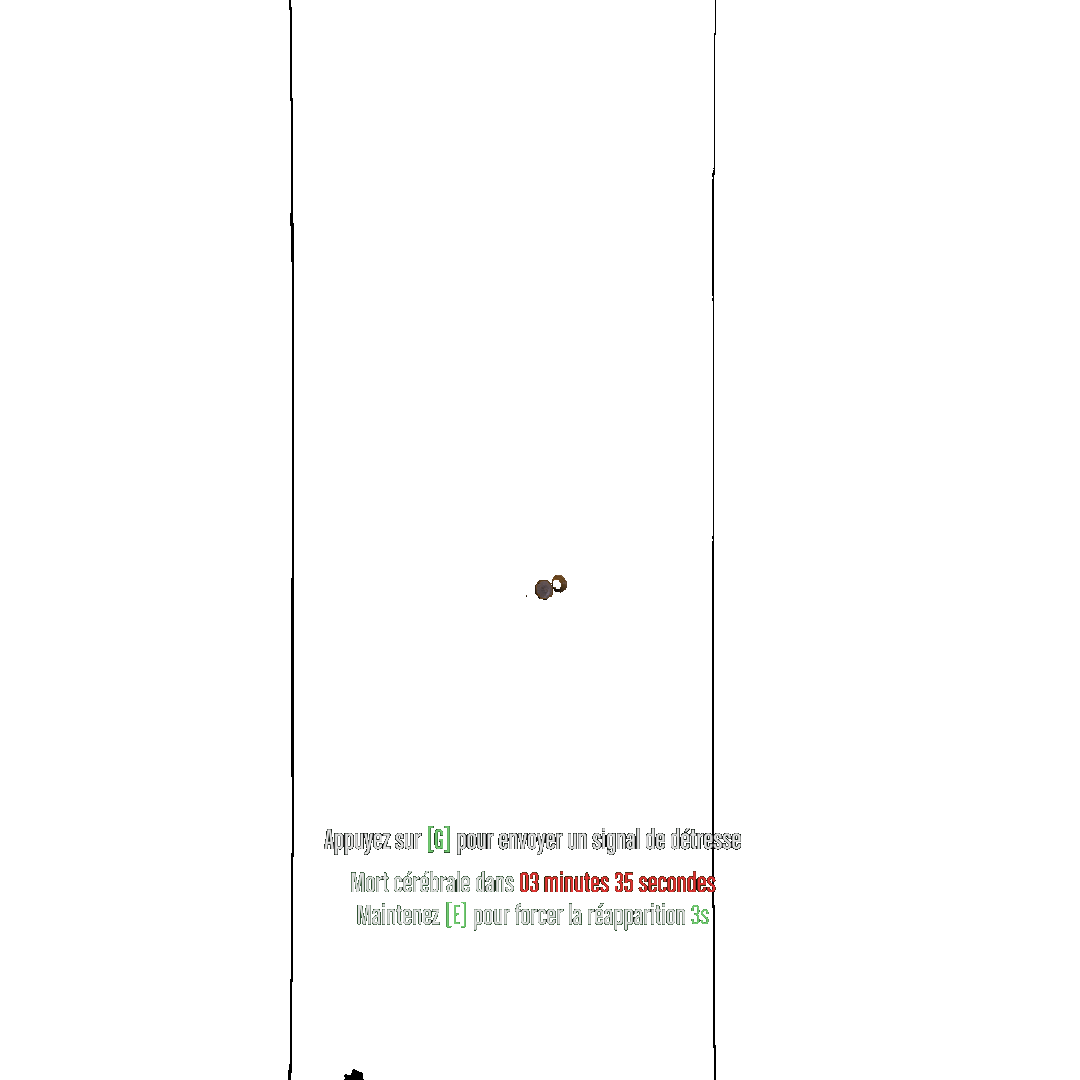 Appuyez sur [G] pour envoyer un signal de détresse
Mort cérébrale dans 03 minutes 35 secondes
Maintenez [E] pour forcer la réapparition 3s